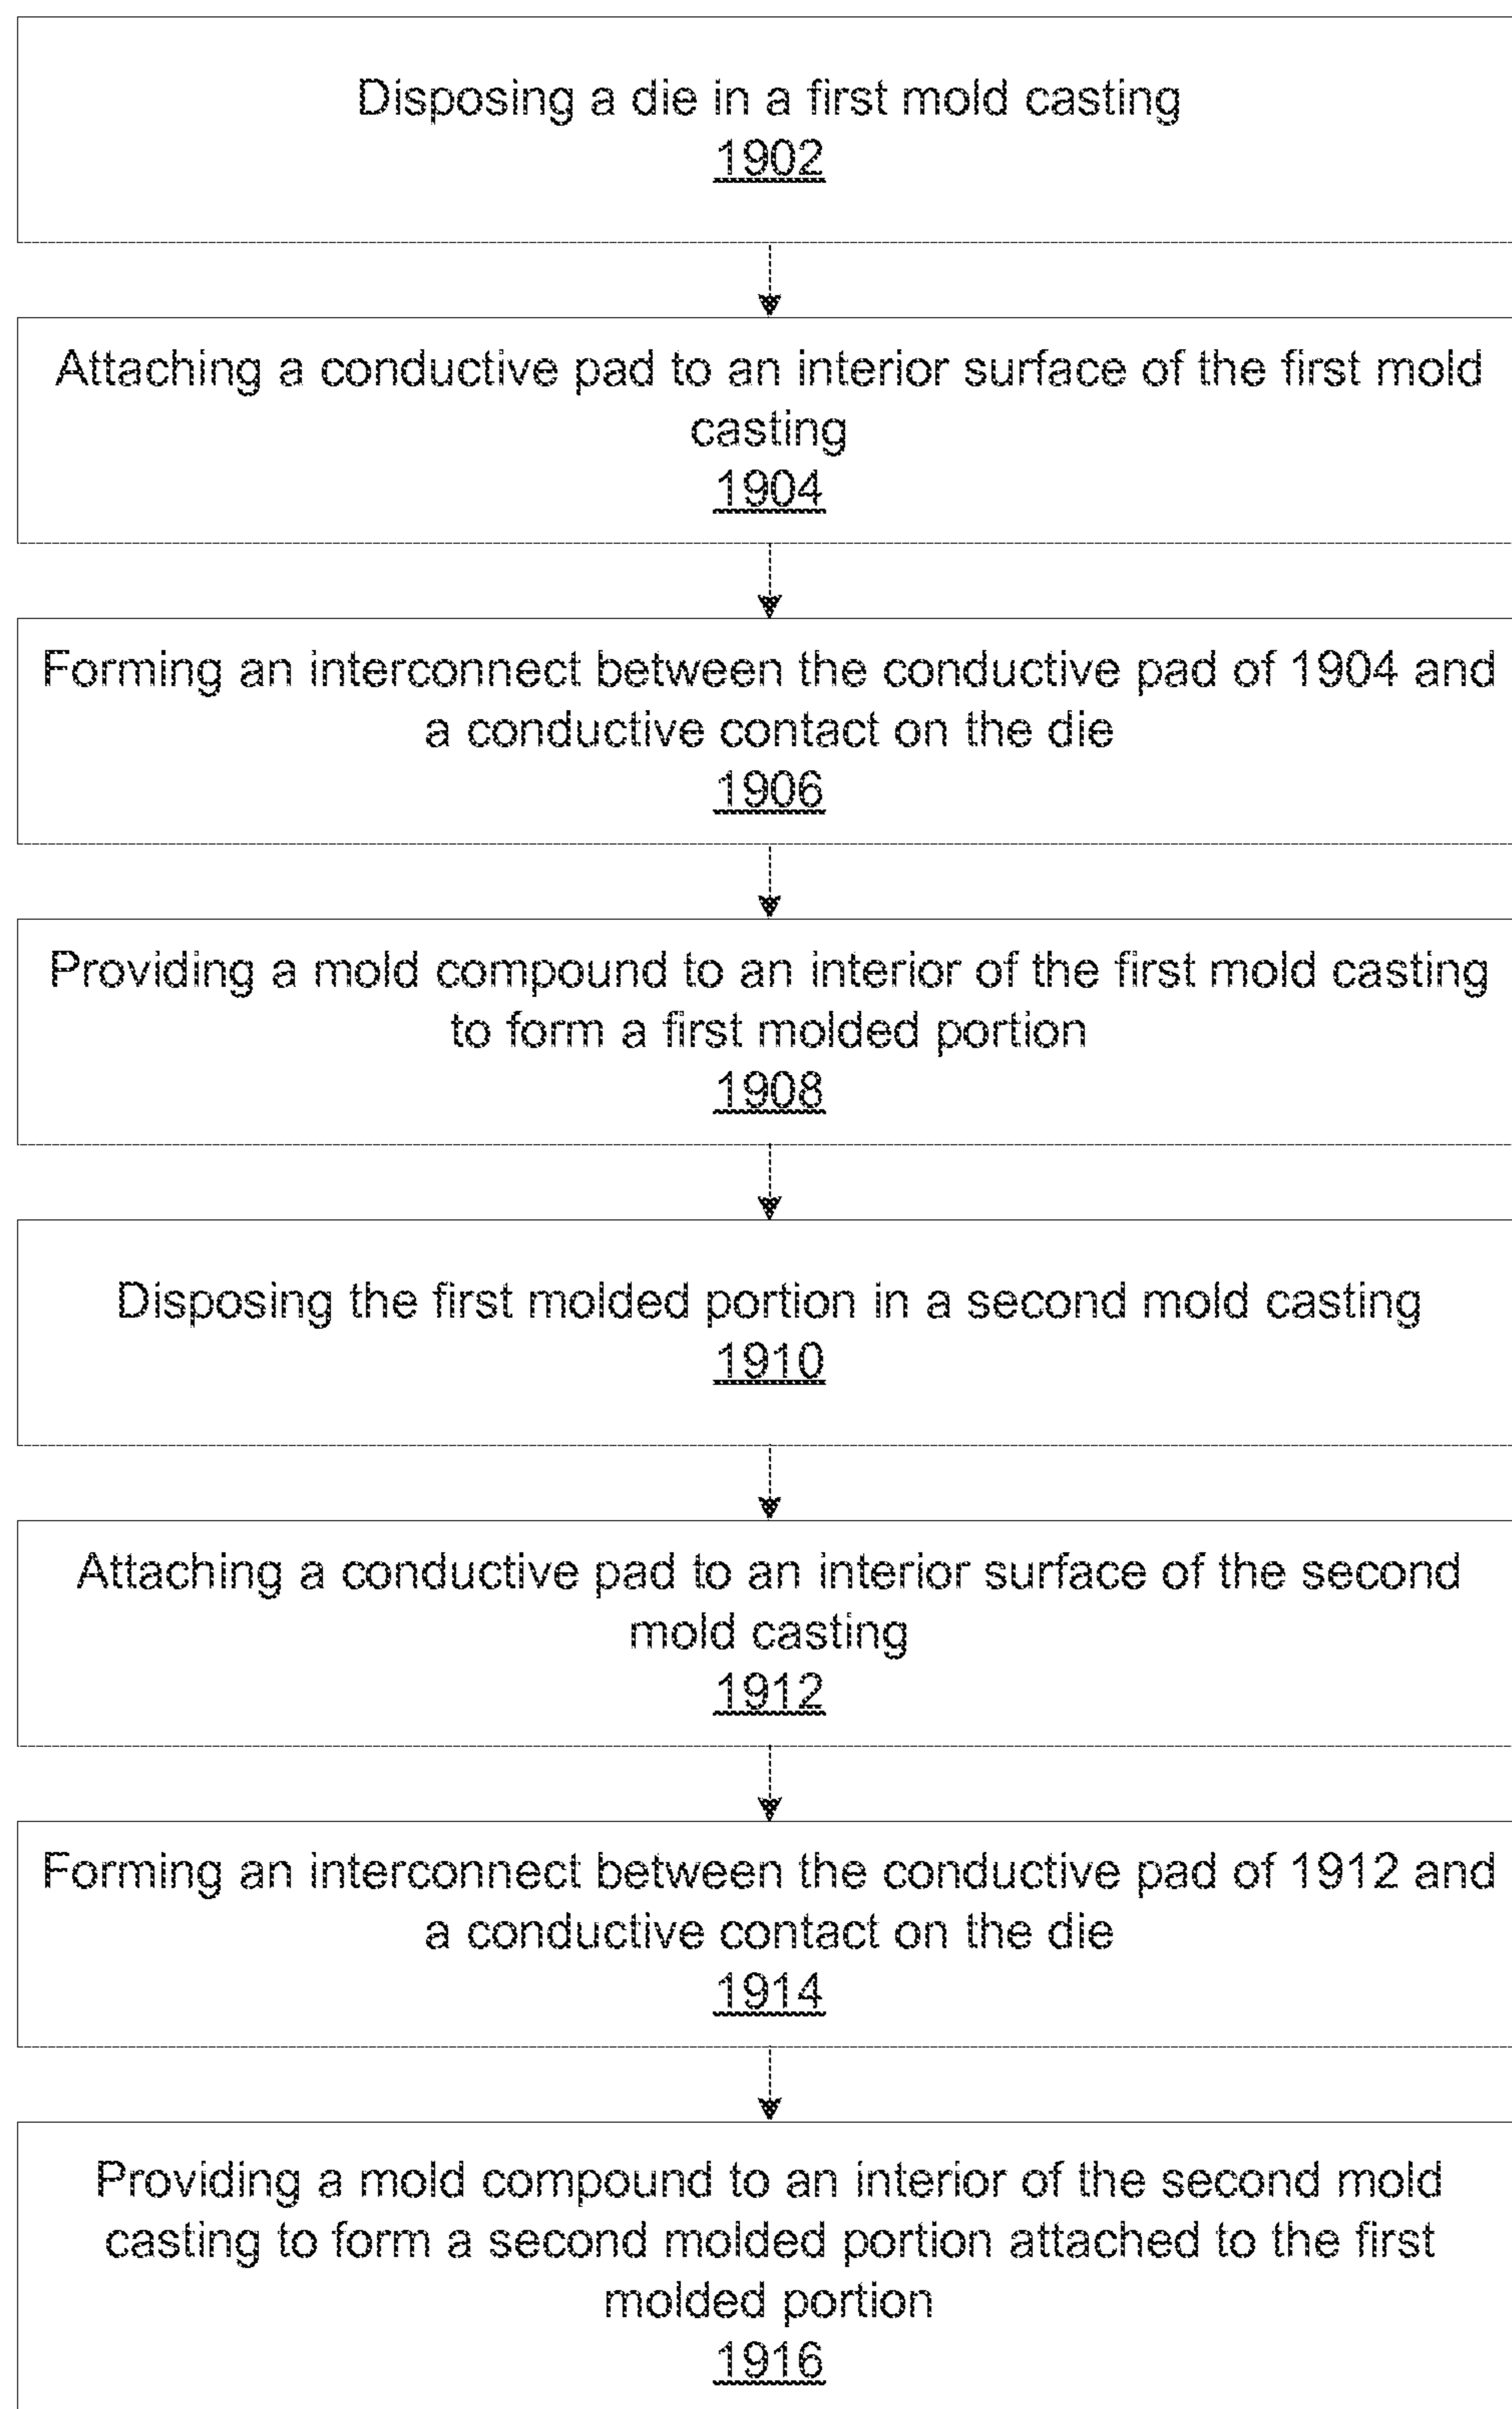 Disposing a die in a first mold casting
1902
Attaching a conductive pad to an interior surface of the first mold
casting
1904
Forming an interconnect between the conductive pad of 1904 and
a conductive contact on the die
1906
Providing a mold compound to an interior of the first mold casting
to form a first molded portion
1908
Disposing the first molded portion in a second mold casting
1910
Attaching a conductive pad to an interior surface of the second
mold casting
1912
Forming an interconnect between the conductive pad of 1912 and
a conductive contact on the die
1914
Providing a mold compound to an interior of the second mold
casting to form a second molded portion attached to the first
molded portion
1916